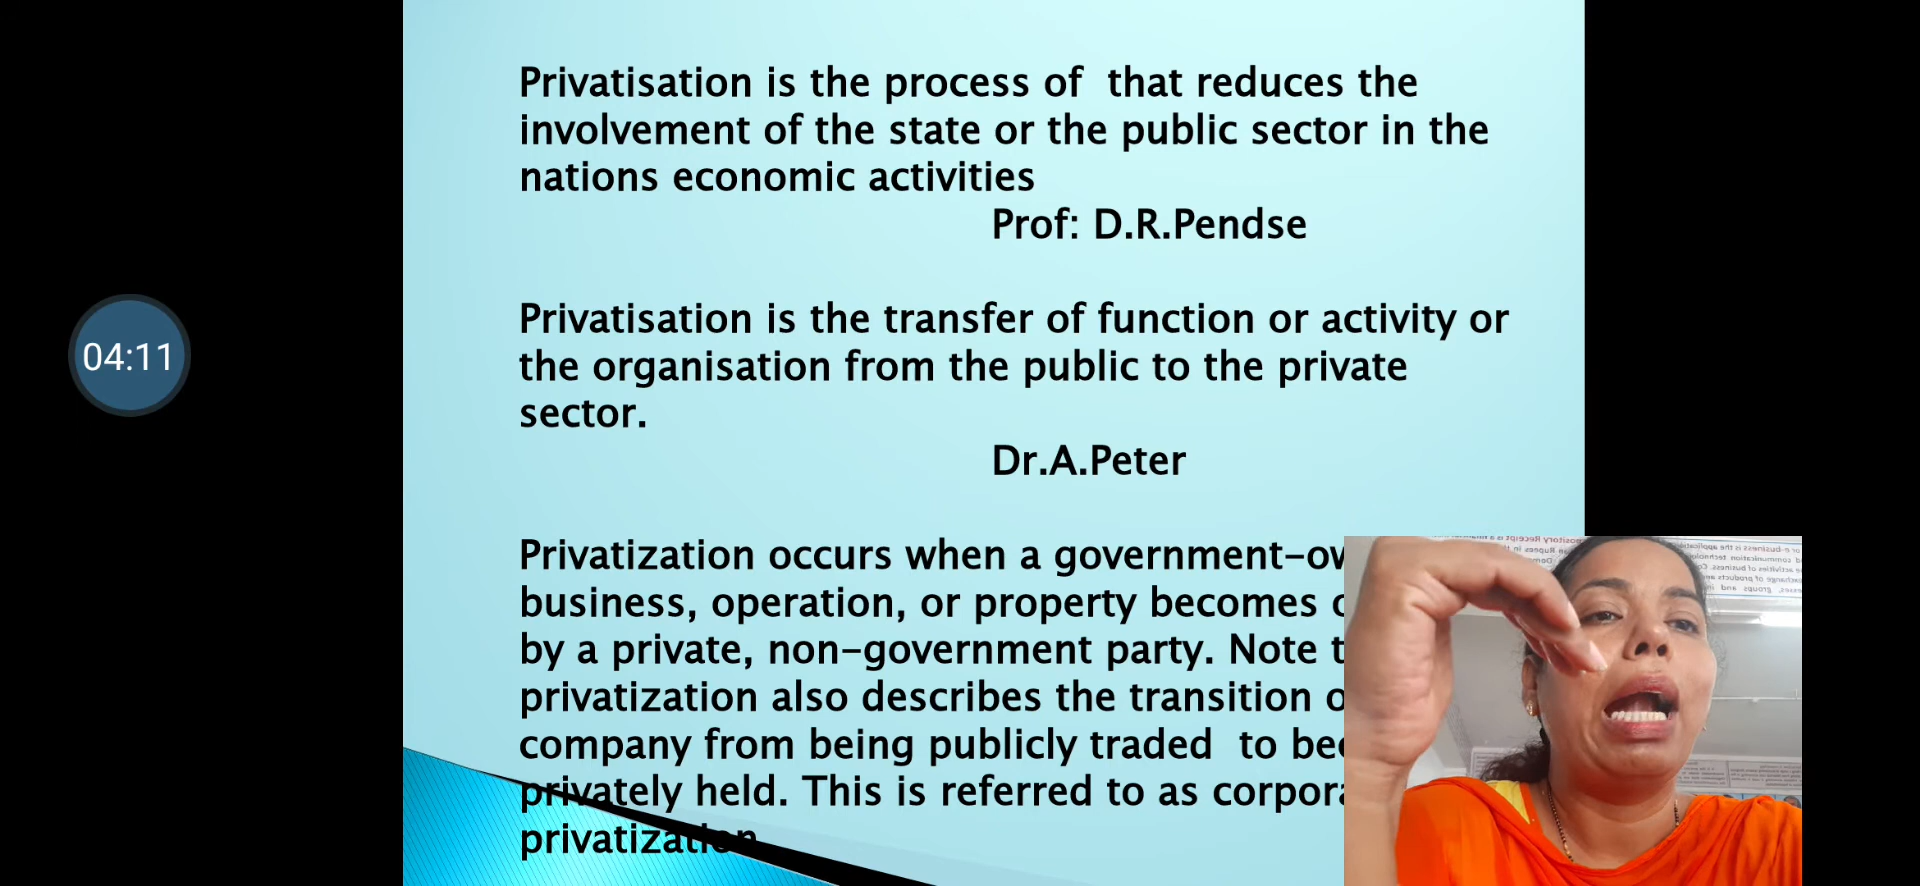 Privatisation is the process of  that reduces the
involvement of the state or the public sector in the
nations economic activities
Prof: D.R.Pendse
04:11
Privatisation is the transfer of function or activity or
the organisation from the public to the private
sector.
Dr.A.Peter
Privatization occurs when a government-
business, operation, or property becomes
by a private, non-government party. Note
privatization also describes the transition
company from being publicly traded  to
privately held. This is referred to as
privatization